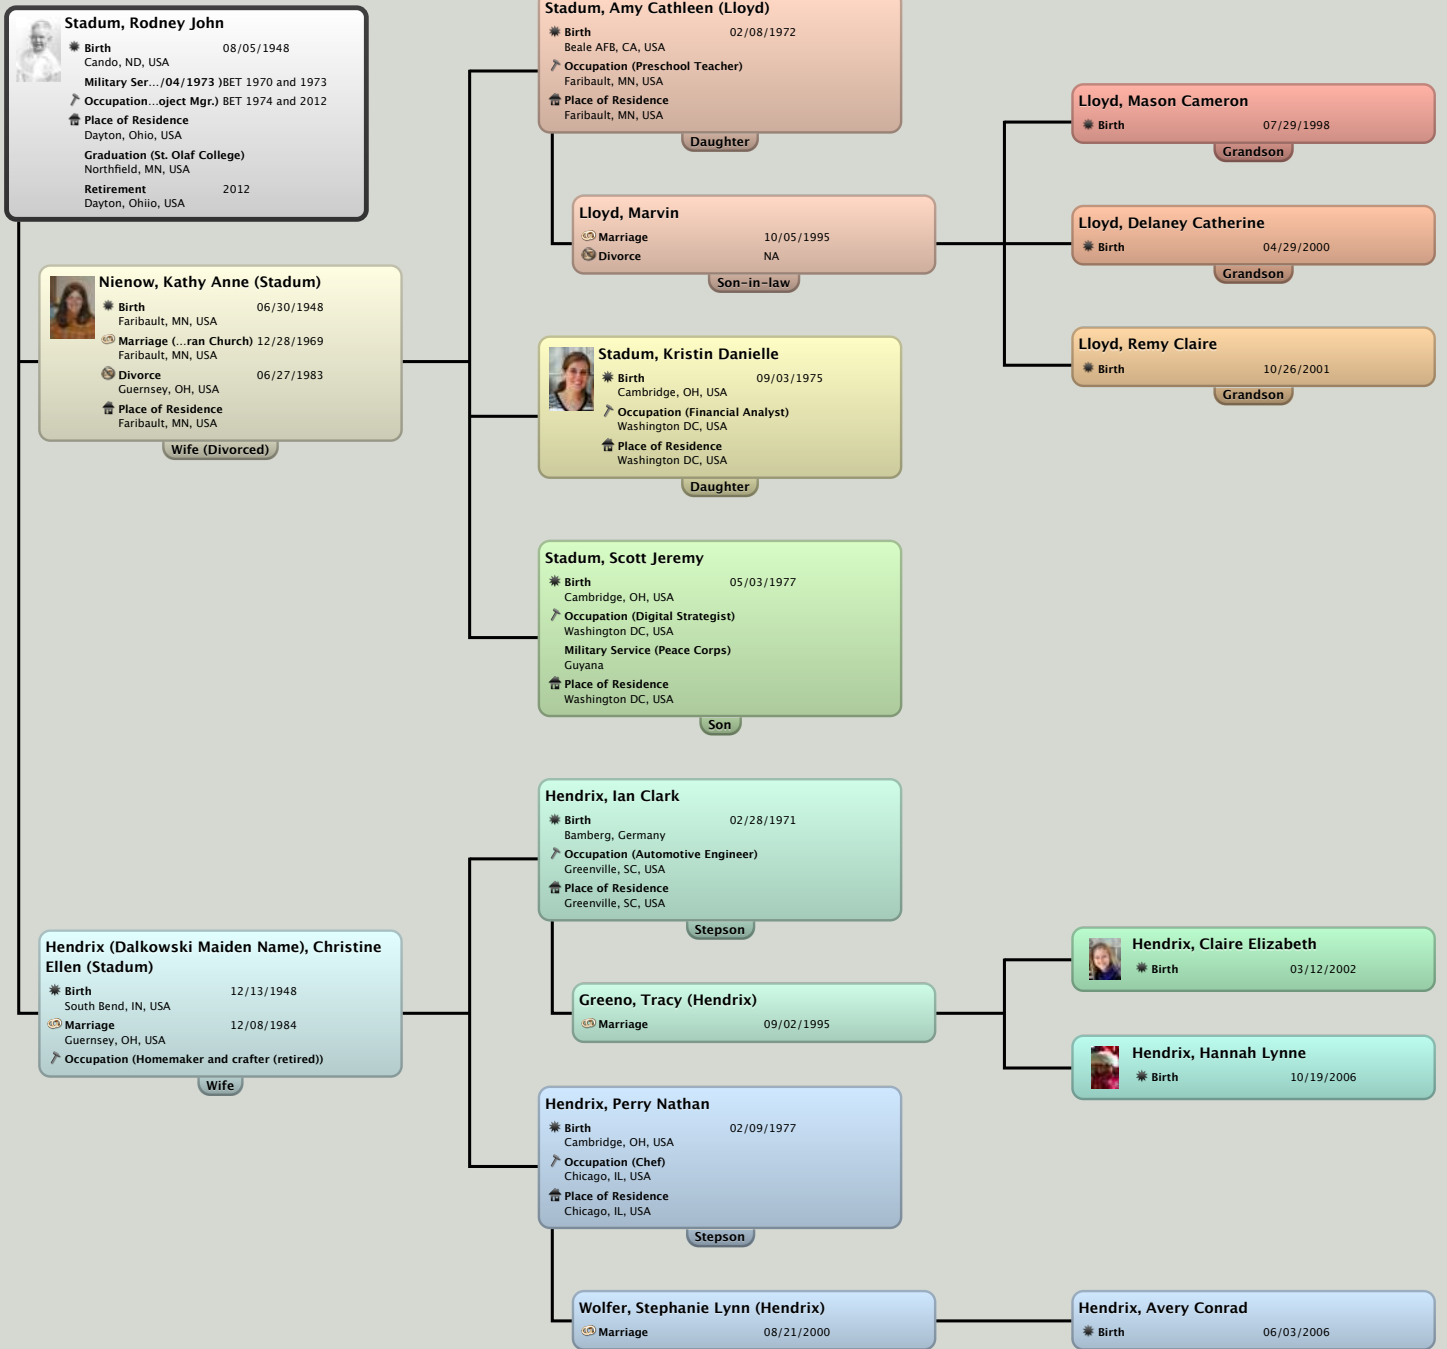 Stadum, Rodney John
Birth 08/05/1948
Cando, ND, USA
Military Ser.../04/1973 )BET 1970 and 1973
Occupation...oject Mgr.) BET 1974 and 2012
Place of Residence
Dayton, Ohio, USA
Graduation (St. Olaf College)
Northfield, MN, USA
Retirement 2012
Dayton, Ohiio, USA
Nienow, Kathy Anne (Stadum)
Birth 06/30/1948
Faribault, MN, USA
Marriage (...ran Church) 12/28/1969
Faribault, MN, USA
Divorce 06/27/1983
Guernsey, OH, USA
Place of Residence
Faribault, MN, USA
Wife (Divorced)
Hendrix (Dalkowski Maiden Name), Christine
Ellen (Stadum)
Birth 12/13/1948
South Bend, IN, USA
Marriage 12/08/1984
Guernsey, OH, USA
Occupation (Homemaker and crafter (retired))
Wife
Stadum, Amy Cathleen (Lloyd)
Birth 02/08/1972
Beale AFB, CA, USA
Occupation (Preschool Teacher)
Faribault, MN, USA
Place of Residence
Faribault, MN, USA
Daughter
Lloyd, Marvin
Marriage 10/05/1995
Divorce NA
Son-in-law
Stadum, Kristin Danielle
Birth 09/03/1975
Cambridge, OH, USA
Occupation (Financial Analyst)
Washington DC, USA
Place of Residence
Washington DC, USA
Daughter
Stadum, Scott Jeremy
Birth 05/03/1977
Cambridge, OH, USA
Occupation (Digital Strategist)
Washington DC, USA
Military Service (Peace Corps)
Guyana
Place of Residence
Washington DC, USA
Son
Hendrix, Ian Clark
Birth 02/28/1971
Bamberg, Germany
Occupation (Automotive Engineer)
Greenville, SC, USA
Place of Residence
Greenville, SC, USA
Stepson
Greeno, Tracy (Hendrix)
Marriage 09/02/1995
Hendrix, Perry Nathan
Birth 02/09/1977
Cambridge, OH, USA
Occupation (Chef)
Chicago, IL, USA
Place of Residence
Chicago, IL, USA
Stepson
Wolfer, Stephanie Lynn (Hendrix)
Marriage 08/21/2000
Lloyd, Mason Cameron
Birth 07/29/1998
Grandson
Lloyd, Delaney Catherine
Birth 04/29/2000
Grandson
Lloyd, Remy Claire
Birth 10/26/2001
Grandson
Hendrix, Claire Elizabeth
Birth 03/12/2002
Hendrix, Hannah Lynne
Birth 10/19/2006
Hendrix, Avery Conrad
Birth 06/03/2006